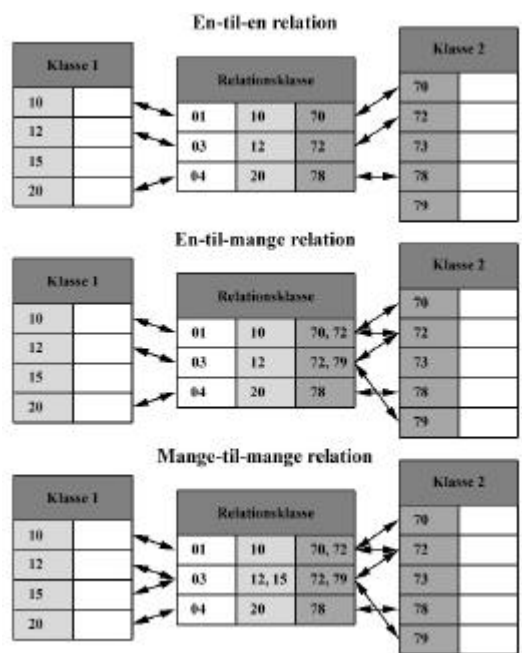 En-til-en relation
Klasse 1
10
12
15
20
Relationsklasse
01 10 70
03 12 72
04 20 78
Klasse 2
70
72
73
78
79
En-til-mange relation
Klasse 1
10
12
15
20
Relationsklasse
01 10 70, 72
03 12 72, 79
04 20 78
Klasse 2
70
72
73
78
79
Mange-til-mange relation
Klasse 1
10
12
15
20
Relationsklasse
01 10 70, 72
03 12, 15 72, 79
04 20 78
Klasse 2
70
72
73
78
79